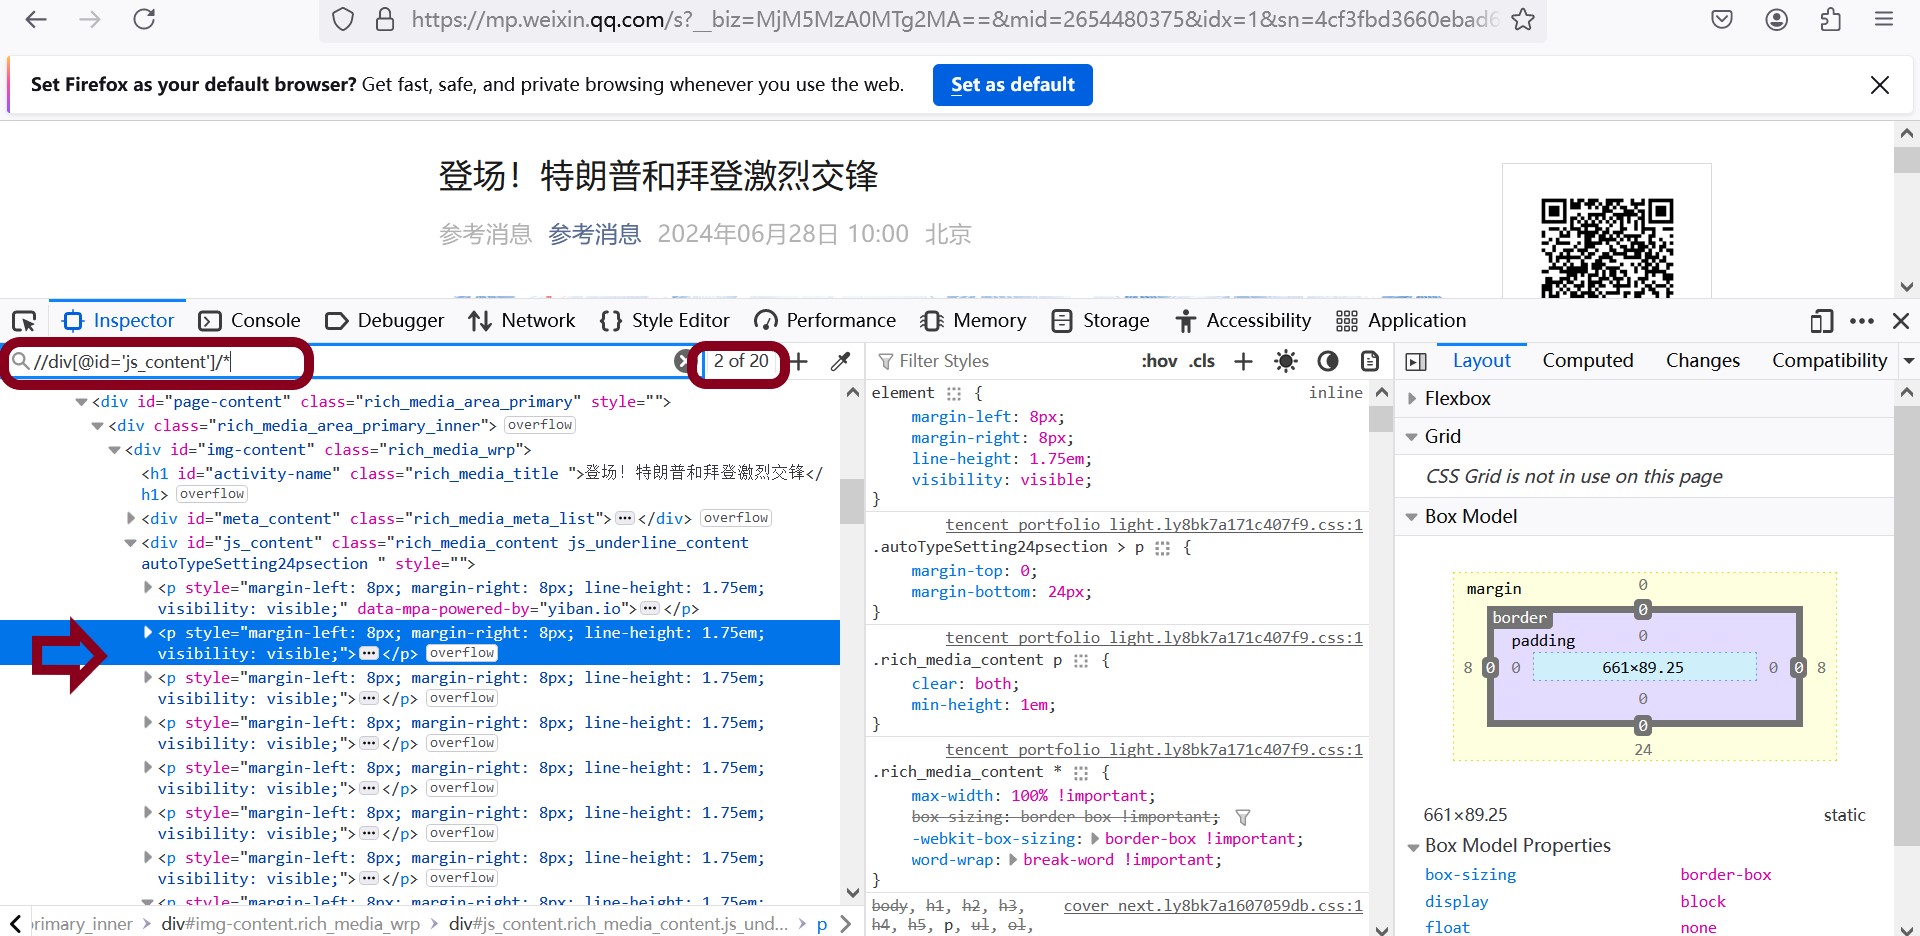 https://mp.weixin.qq.com/s?__biz=MjM5MzA0MTg2MA==&mid=2654480375&idx=1&sn=4cf3fbd3660ebad6
Set Firefox as your default browser? Get fast, safe, and private browsing whenever you use the web.
Set as default
登场！特朗普和拜登激烈交锋
参考消息 参考消息 2024年06月28日 10:00 北京
Inspector Console Debugger Network Style Editor Performance Memory Storage Accessibility Application
//div[@id='js_content']/*
2 of 20
<div id="page-content" class="rich_media_area_primary" style="">
<div class="rich_media_area_primary_inner"> overflow
<div id="img-content" class="rich_media_wrp">
<h1 id="activity-name" class="rich_media_title ">登场！特朗普和拜登激烈交锋</
h1> overflow
<div id="meta_content" class="rich_media_meta_list">⋯</div> overflow
<div id="js_content" class="rich_media_content js_underline_content
autoTypeSetting24psection " style="">
<p style="margin-left: 8px; margin-right: 8px; line-height: 1.75em;
visibility: visible;" data-mpa-powered-by="yiban.io">⋯</p>
<p style="margin-left: 8px; margin-right: 8px; line-height: 1.75em;
visibility: visible;">⋯</p> overflow
<p style="margin-left: 8px; margin-right: 8px; line-height: 1.75em;
visibility: visible;">⋯</p> overflow
<p style="margin-left: 8px; margin-right: 8px; line-height: 1.75em;
visibility: visible;">⋯</p> overflow
<p style="margin-left: 8px; margin-right: 8px; line-height: 1.75em;
visibility: visible;">⋯</p> overflow
<p style="margin-left: 8px; margin-right: 8px; line-height: 1.75em;
visibility: visible;">⋯</p> overflow
<p style="margin-left: 8px; margin-right: 8px; line-height: 1.75em;
visibility: visible;">⋯</p> overflow
<p style="margin-left: 8px; margin-right: 8px; line-height: 1.75em;
rimary_inner > div#img-content.rich_media_wrp > div#js_content.rich_media_content.js_und... > p
Filter Styles
:hov .cls
element { inline
margin-left: 8px;
margin-right: 8px;
line-height: 1.75em;
visibility: visible;
}
tencent_portfolio_light.ly8bk7a171c407f9.css:1
.autoTypeSetting24psection > p {
margin-top: 0;
margin-bottom: 24px;
}
tencent_portfolio_light.ly8bk7a171c407f9.css:1
.rich_media_content p {
clear: both;
min-height: 1em;
}
tencent_portfolio_light.ly8bk7a171c407f9.css:1
.rich_media_content * {
max-width: 100% !important;
box-sizing: border-box !important;
-webkit-box-sizing: border-box !important;
word-wrap: break-word !important;
}
body, h1, h2, h3, cover_next.ly8bk7a1607059db.css:1
h4, h5, p, ul, ol,
Layout Computed Changes Compatibility
Flexbox
Grid
CSS Grid is not in use on this page
Box Model
margin 0
border 0
padding 0
8 0 0 661×89.25 0 0 8
0
0
24
661×89.25 static
Box Model Properties
box-sizing border-box
display block
float none